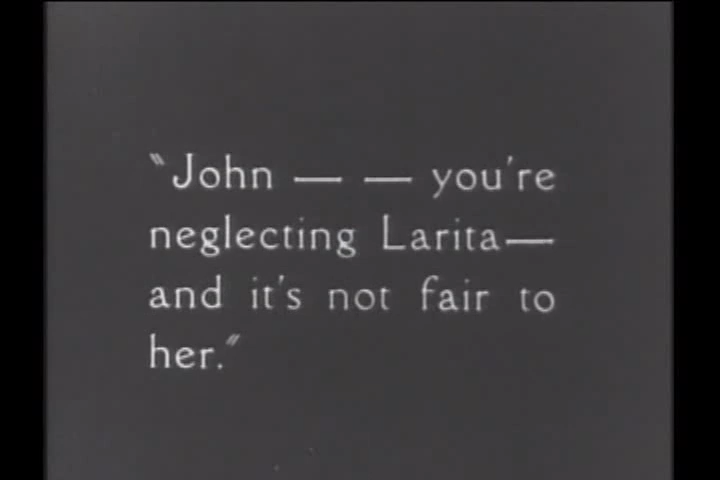 "John — — you're
neglecting Larita—
and it's not fair to
her."